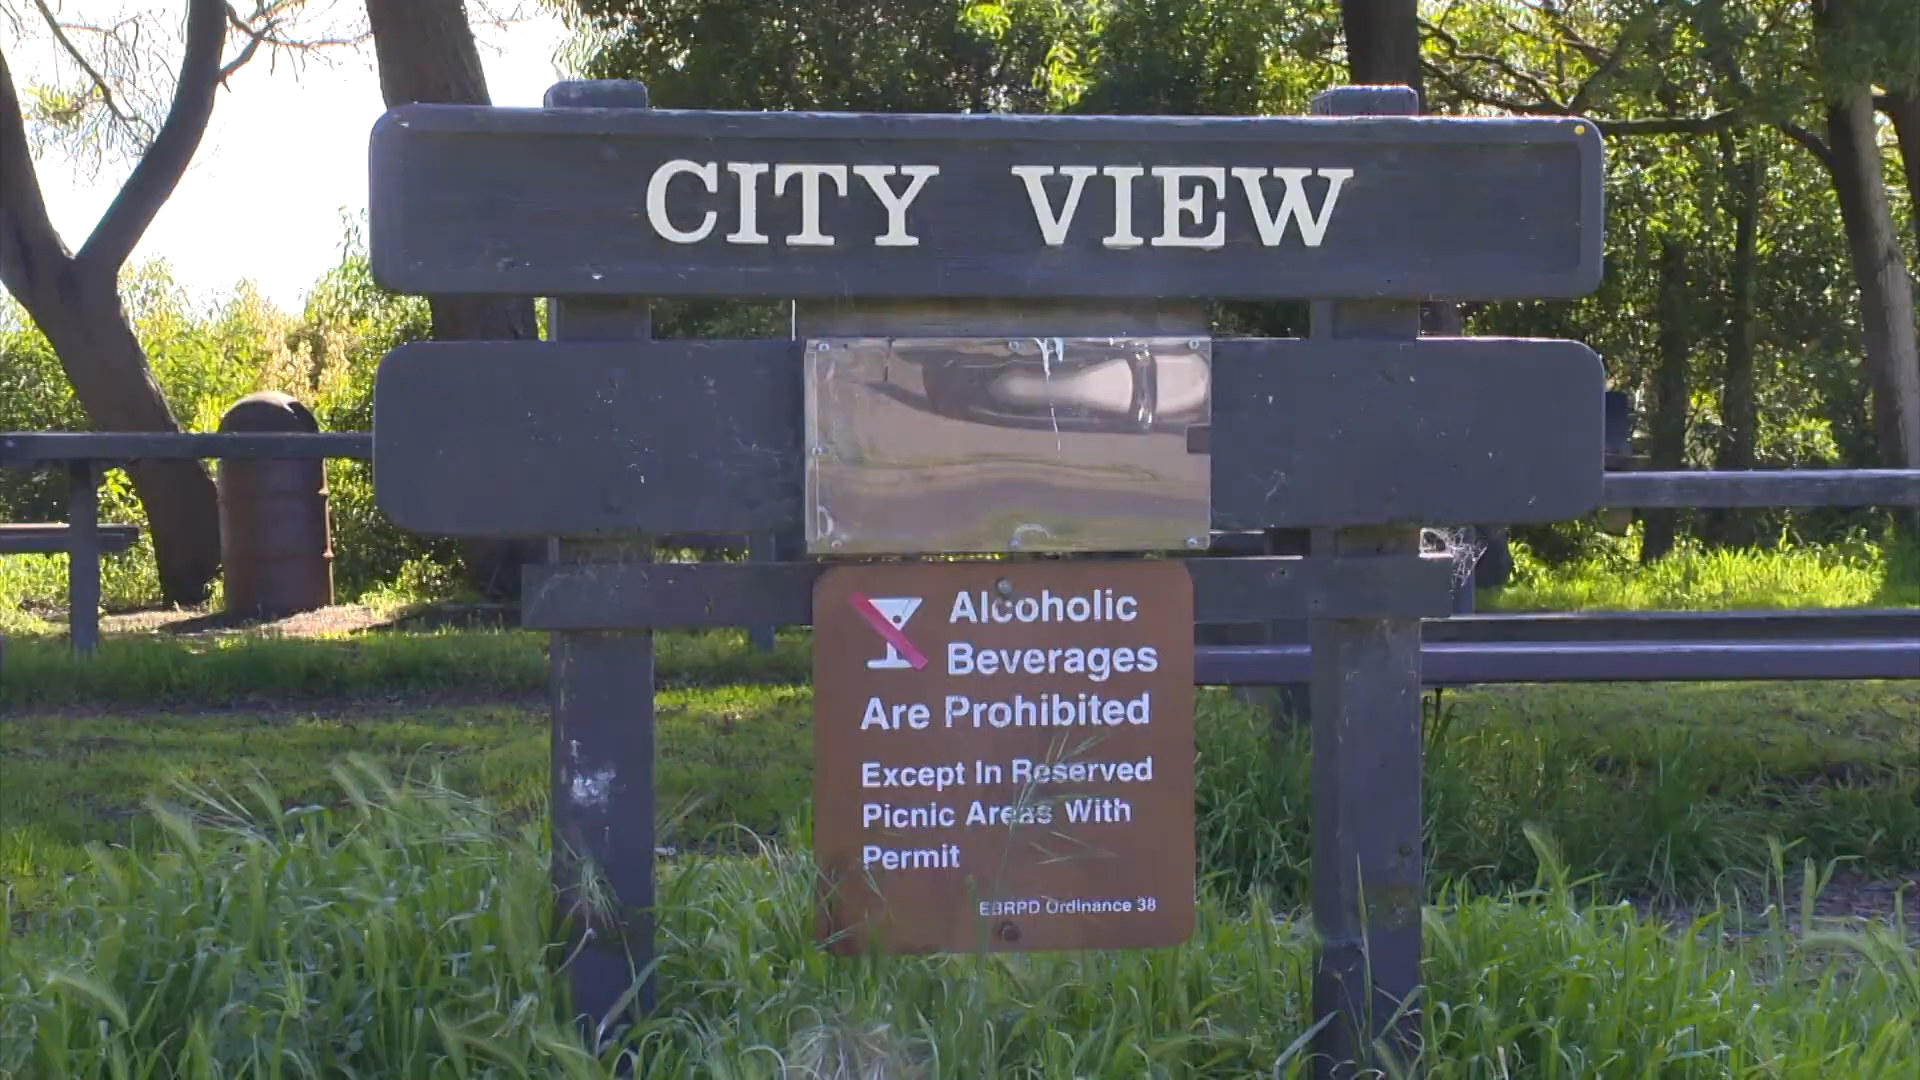 CITY VIEW
Alcoholic
Beverages
Are Prohibited
Except In Reserved
Picnic Areas With
Permit
EBRPD Ordinance 38